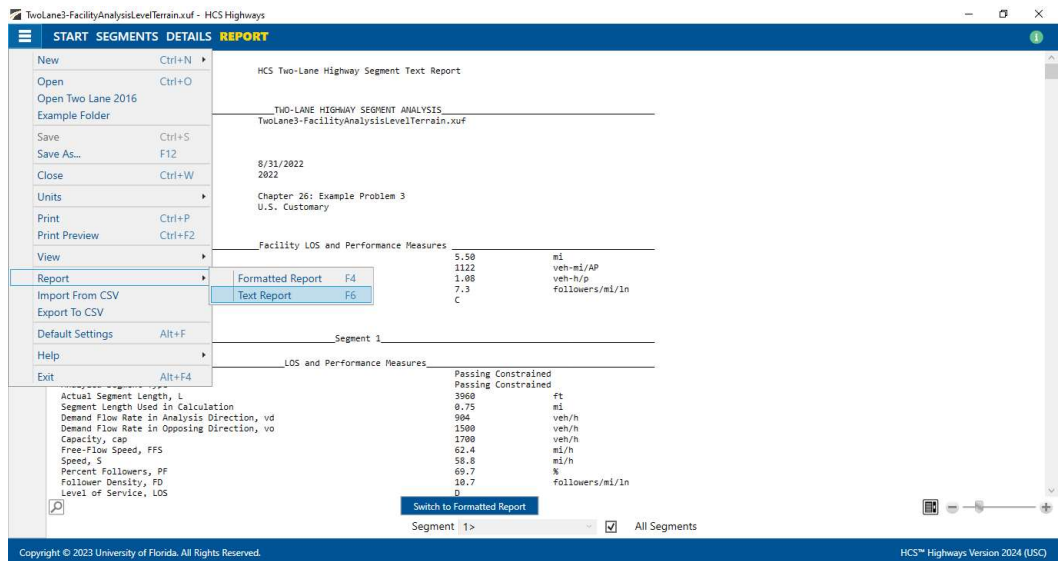 TwoLane3-FacilityAnalysisLevelTerrain.xuf - HCS Highways
START SEGMENTS DETAILS REPORT
New Ctrl+N
Open Ctrl+O
Open Two Lane 2016
Example Folder
Save Ctrl+S
Save As... F12
Close Ctrl+W
Units
Print Ctrl+P
Print Preview Ctrl+F2
View
Report
Import From CSV
Export To CSV
Default Settings Alt+F
Help
Exit Alt+F4
Formatted Report F4
Text Report F6
HCS Two-Lane Highway Segment Text Report
TWO-LANE HIGHWAY SEGMENT ANALYSIS
TwoLane3-FacilityAnalysisLevelTerrain.xuf
8/31/2022
2022
Chapter 26: Example Problem 3
U.S. Customary
Facility LOS and Performance Measures
5.50 mi
1122 veh-mi/AP
1.08 veh-h/p
7.3 followers/mi/ln
C
Segment 1
LOS and Performance Measures
Passing Constrained
Passing Constrained
Actual Segment Length, L 3960 ft
Segment Length Used in Calculation 0.75 mi
Demand Flow Rate in Analysis Direction, vd 904 veh/h
Demand Flow Rate in Opposing Direction, vo 1500 veh/h
Capacity, cap 1700 veh/h
Free-Flow Speed, FFS 62.4 mi/h
Speed, S 58.8 mi/h
Percent Followers, PF 69.7 %
Follower Density, FD 10.7 followers/mi/ln
Level of Service, LOS D
Switch to Formatted Report
Segment 1> All Segments
Copyright © 2023 University of Florida. All Rights Reserved. HCS™ Highways Version 2024 (USC)